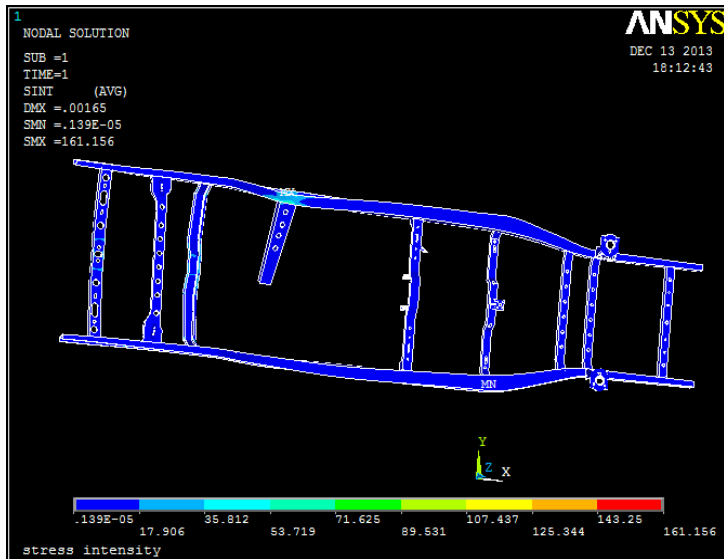 1
ANSYS
NODAL SOLUTION
DEC 13 2013
18:12:43
SUB =1
TIME=1
SINT (AVG)
DMX =.00165
SMN =.139E-05
SMX =161.156
MX
MN
Y
Z
X
.139E-05 35.812 71.625 107.437 143.25
17.906 53.719 89.531 125.344 161.156
stress intensity